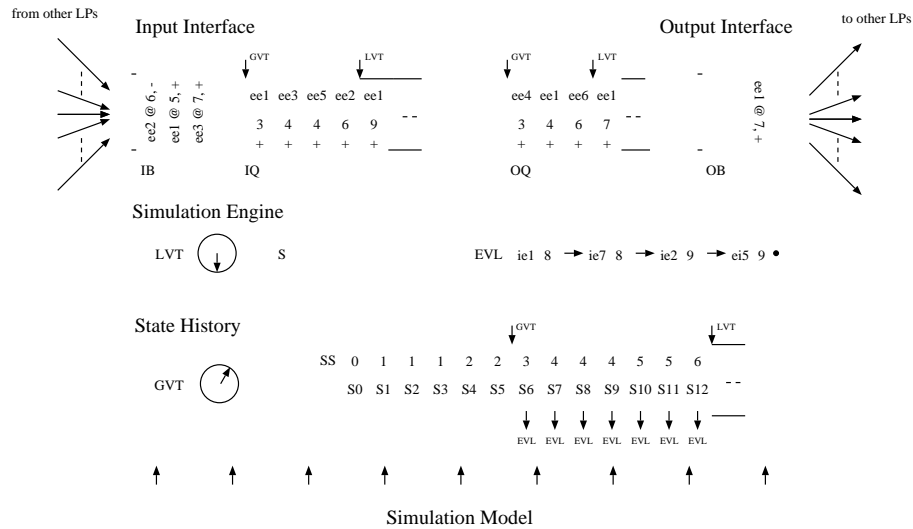 from other LPs
to other LPs
Input Interface
Output Interface
GVT LVT GVT LVT
ee2 @ 6, -
ee1 @ 5, +
ee3 @ 7, +
ee1 ee3 ee5 ee2 ee1
3 4 4 6 9
+ + + + +
ee4 ee1 ee6 ee1
3 4 6 7
+ + + +
ee1 @ 7, +
IB IQ OQ OB
Simulation Engine
LVT S EVL ie1 8 ie7 8 ie2 9 ei5 9
State History
GVT LVT
GVT
SS 0 1 1 1 2 2 3 4 4 4 5 5 6
S0 S1 S2 S3 S4 S5 S6 S7 S8 S9 S10 S11 S12
EVL EVL EVL EVL EVL EVL EVL
Simulation Model